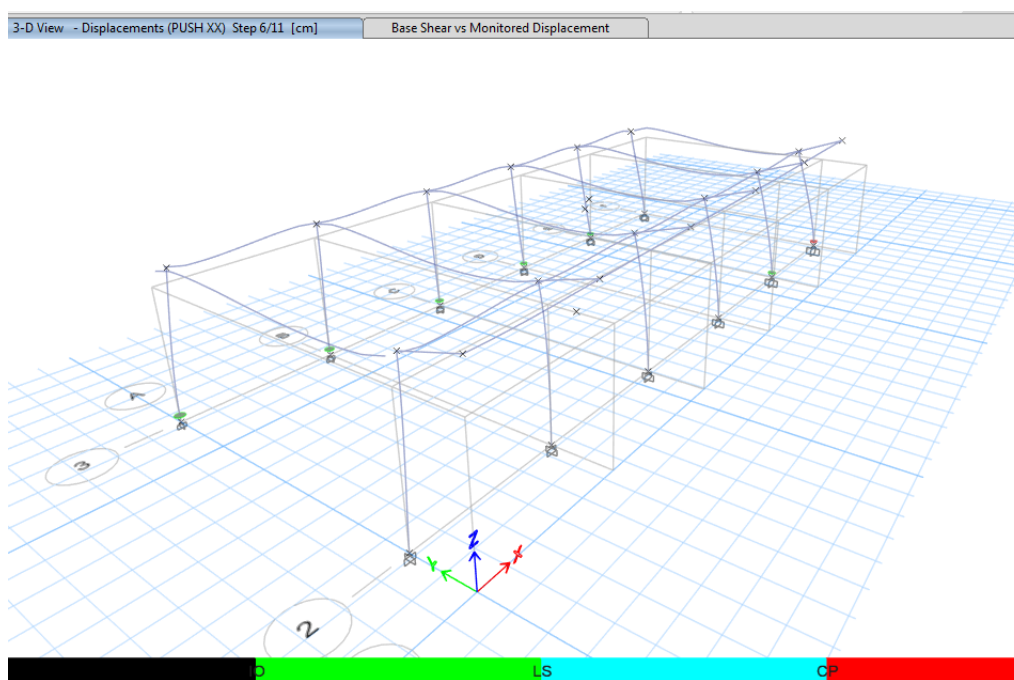 3-D View - Displacements (PUSH XX) Step 6/11 [cm]
Base Shear vs Monitored Displacement
3
2
Z
Y
X
IO
LS
CP